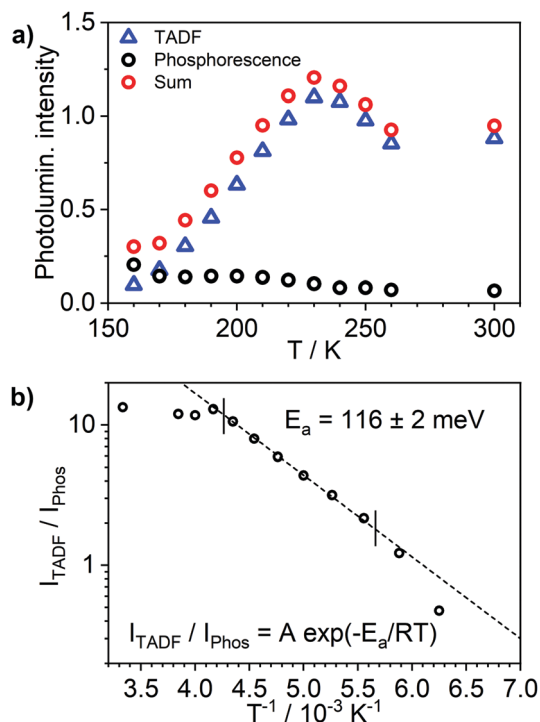 a)
TADF
Phosphorescence
Sum
Photolumin. intensity
1.5
1.0
0.5
0.0
150 200 250 300
T / K
b)
E_a = 116 ± 2 meV
I_TADF / I_Phos
10
1
I_TADF / I_Phos = A exp(-E_a/RT)
3.5 4.0 4.5 5.0 5.5 6.0 6.5 7.0
T⁻¹ / 10⁻³ K⁻¹